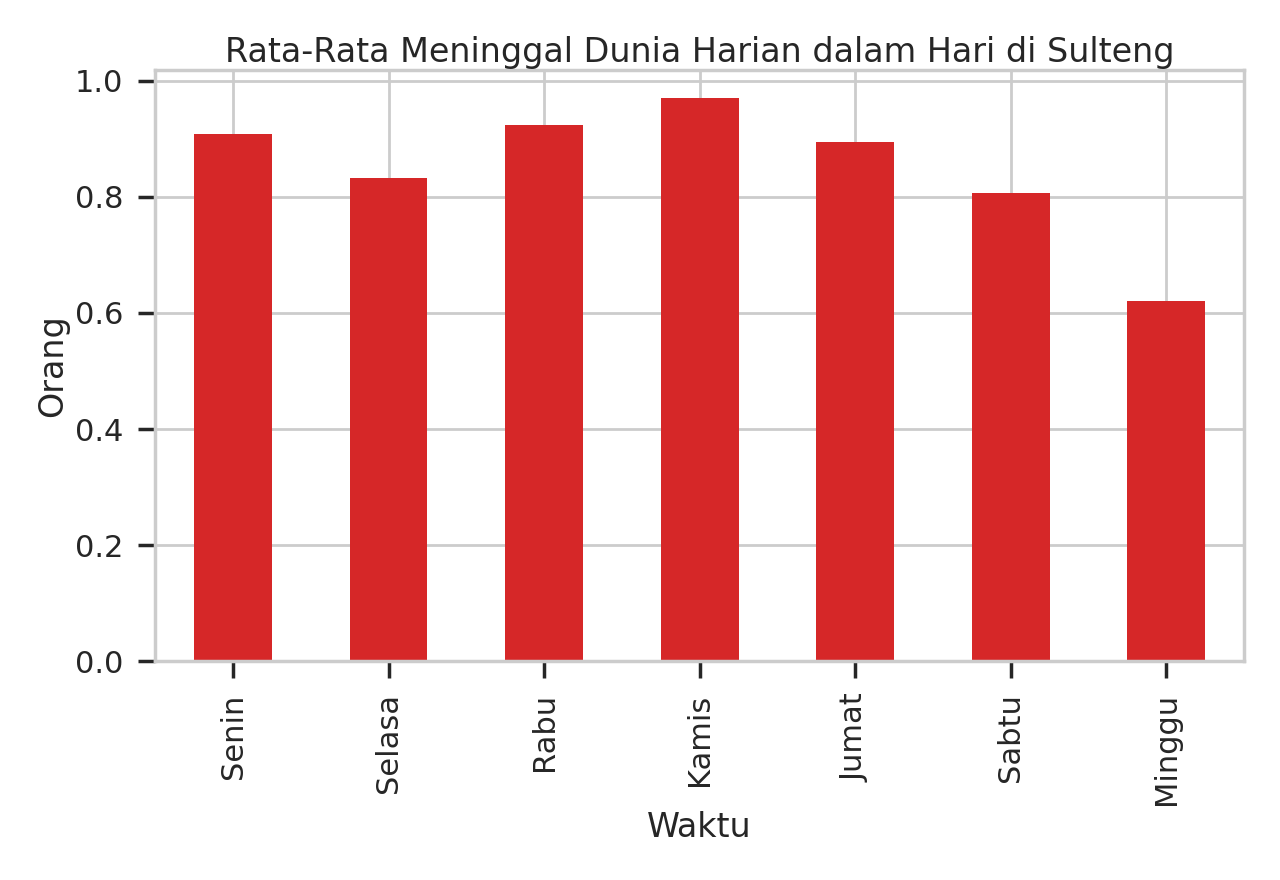 Rata-Rata Meninggal Dunia Harian dalam Hari di Sulteng
1.0
0.8
0.6
0.4
0.2
0.0
Orang
Senin
Selasa
Rabu
Kamis
Jumat
Sabtu
Minggu
Waktu